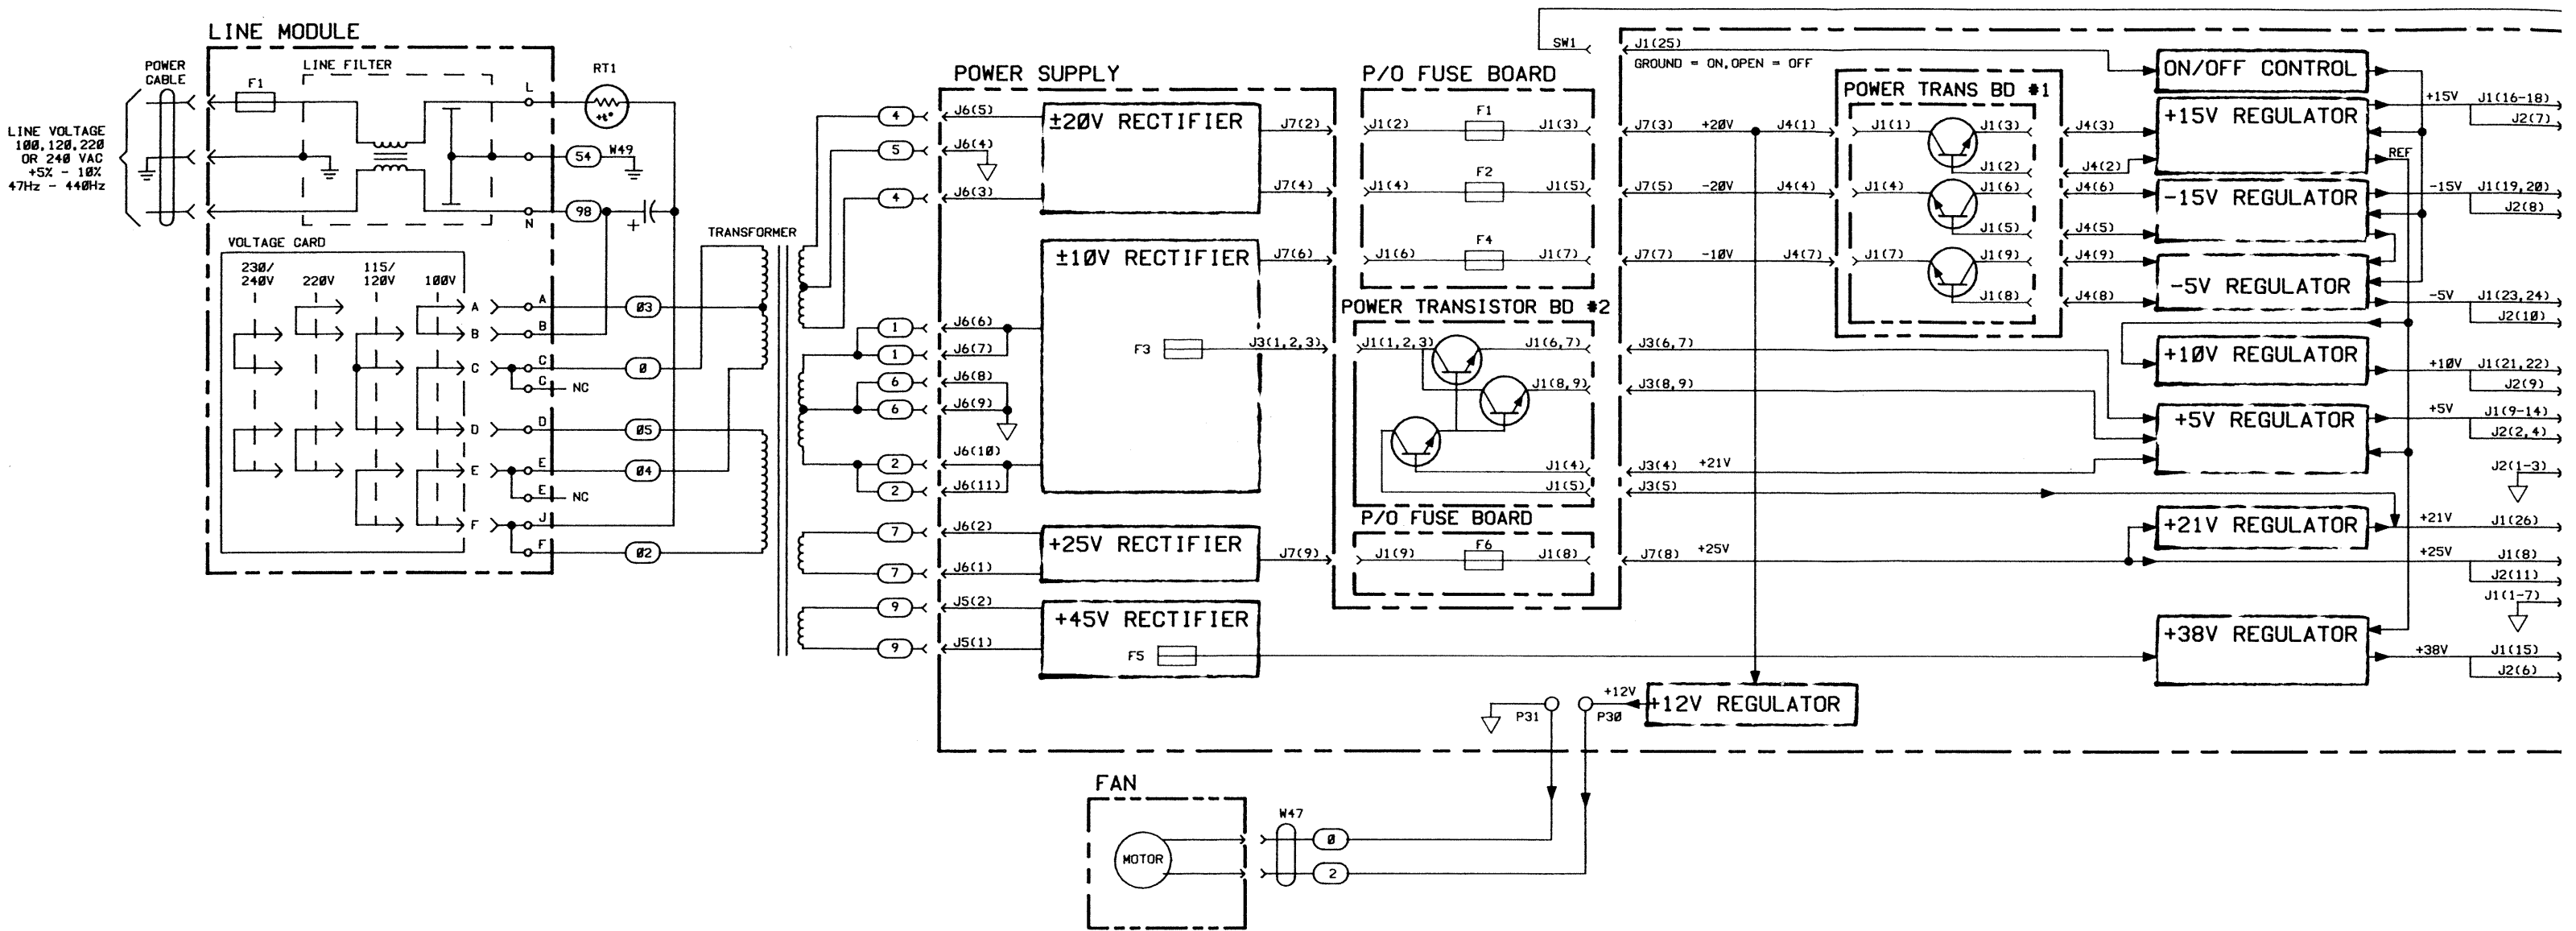 LINE MODULE
POWER
CABLE
F1
LINE FILTER
L
RT1
+t°
LINE VOLTAGE
100,120,220
OR 240 VAC
+5% - 10%
47Hz - 440Hz
54
W49
98
N
+
VOLTAGE CARD
230/
240V
220V
115/
120V
100V
A
A
B
B
C
C
C
NC
D
D
E
E
E
NC
F
J
F
03
0
05
04
02
TRANSFORMER
4
5
4
1
1
6
6
2
2
7
7
9
9
POWER SUPPLY
J6(5)
J6(4)
J6(3)
±20V RECTIFIER
J7(2)
J7(4)
J6(6)
J6(7)
J6(8)
J6(9)
J6(10)
J6(11)
±10V RECTIFIER
J7(6)
F3
J3(1,2,3)
J6(2)
J6(1)
+25V RECTIFIER
J7(9)
J5(2)
J5(1)
+45V RECTIFIER
F5
P/O FUSE BOARD
J1(2)
F1
J1(3)
J1(4)
F2
J1(5)
J1(6)
F4
J1(7)
POWER TRANSISTOR BD #2
J1(1,2,3)
J1(6,7)
J1(8,9)
J1(4)
J1(5)
P/O FUSE BOARD
J1(9)
F6
J1(8)
SW1
J1(25)
GROUND = ON,OPEN = OFF
J7(3)
+20V
J4(1)
J7(5)
-20V
J4(4)
J7(7)
-10V
J4(7)
J3(6,7)
J3(8,9)
J3(4)
+21V
J3(5)
J7(8)
+25V
POWER TRANS BD #1
J1(1)
J1(3)
J1(2)
J1(4)
J1(6)
J1(5)
J1(7)
J1(9)
J1(8)
J4(3)
J4(2)
J4(6)
J4(5)
J4(9)
J4(8)
ON/OFF CONTROL
+15V REGULATOR
REF
-15V REGULATOR
-5V REGULATOR
+10V REGULATOR
+5V REGULATOR
+21V REGULATOR
+38V REGULATOR
+15V
J1(16-18)
J2(7)
-15V
J1(19,20)
J2(8)
-5V
J1(23,24)
J2(10)
+10V
J1(21,22)
J2(9)
+5V
J1(9-14)
J2(2,4)
J2(1-3)
+21V
J1(26)
+25V
J1(8)
J2(11)
J1(1-7)
+38V
J1(15)
J2(6)
+12V REGULATOR
+12V
P31
P30
FAN
MOTOR
W47
0
2